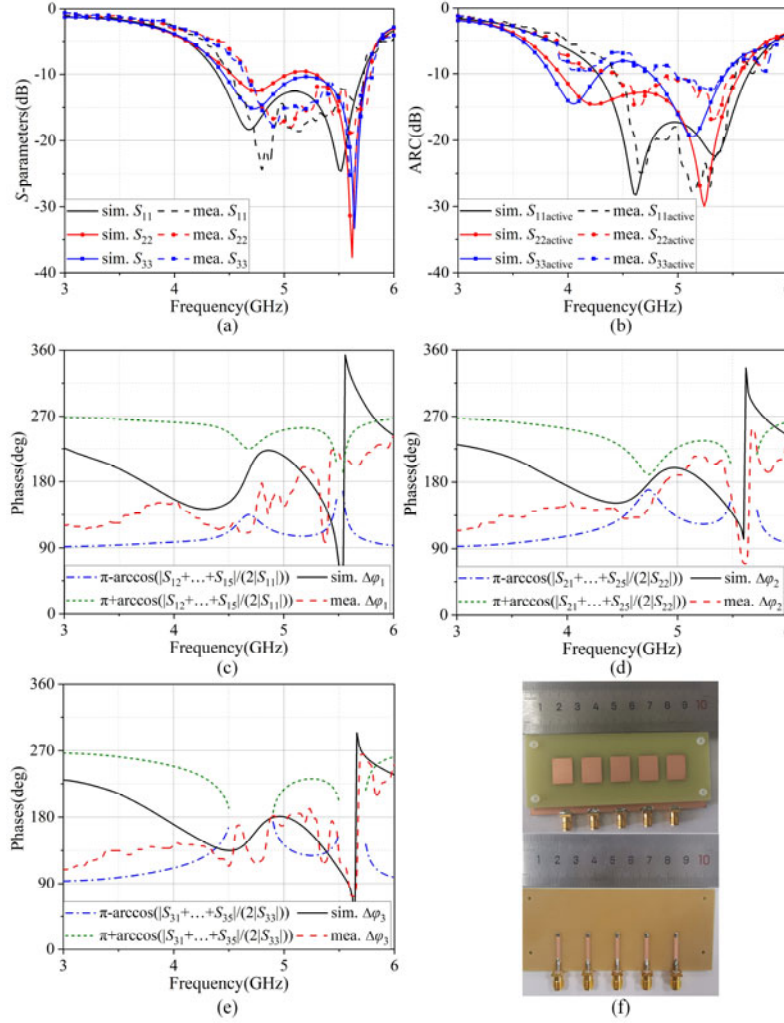 0
-10
-20
-30
-40
S-parameters(dB)
sim. S11 mea. S11
sim. S22 mea. S22
sim. S33 mea. S33
3 4 5 6
Frequency(GHz)
(a)
0
-10
-20
-30
-40
ARC(dB)
sim. S11active mea. S11active
sim. S22active mea. S22active
sim. S33active mea. S33active
3 4 5 6
Frequency(GHz)
(b)
360
270
180
90
0
Phases(deg)
π-arccos(|S12+…+S15|/(2|S11|)) sim. Δφ1
π+arccos(|S12+…+S15|/(2|S11|)) mea. Δφ1
3 4 5 6
Frequency(GHz)
(c)
360
270
180
90
0
Phases(deg)
π-arccos(|S21+…+S25|/(2|S22|)) sim. Δφ2
π+arccos(|S21+…+S25|/(2|S22|)) mea. Δφ2
3 4 5 6
Frequency(GHz)
(d)
360
270
180
90
0
Phases(deg)
π-arccos(|S31+…+S35|/(2|S33|)) sim. Δφ3
π+arccos(|S31+…+S35|/(2|S33|)) mea. Δφ3
3 4 5 6
Frequency(GHz)
(e)
1 2 3 4 5 6 7 8 9 10
1 2 3 4 5 6 7 8 9 10
(f)